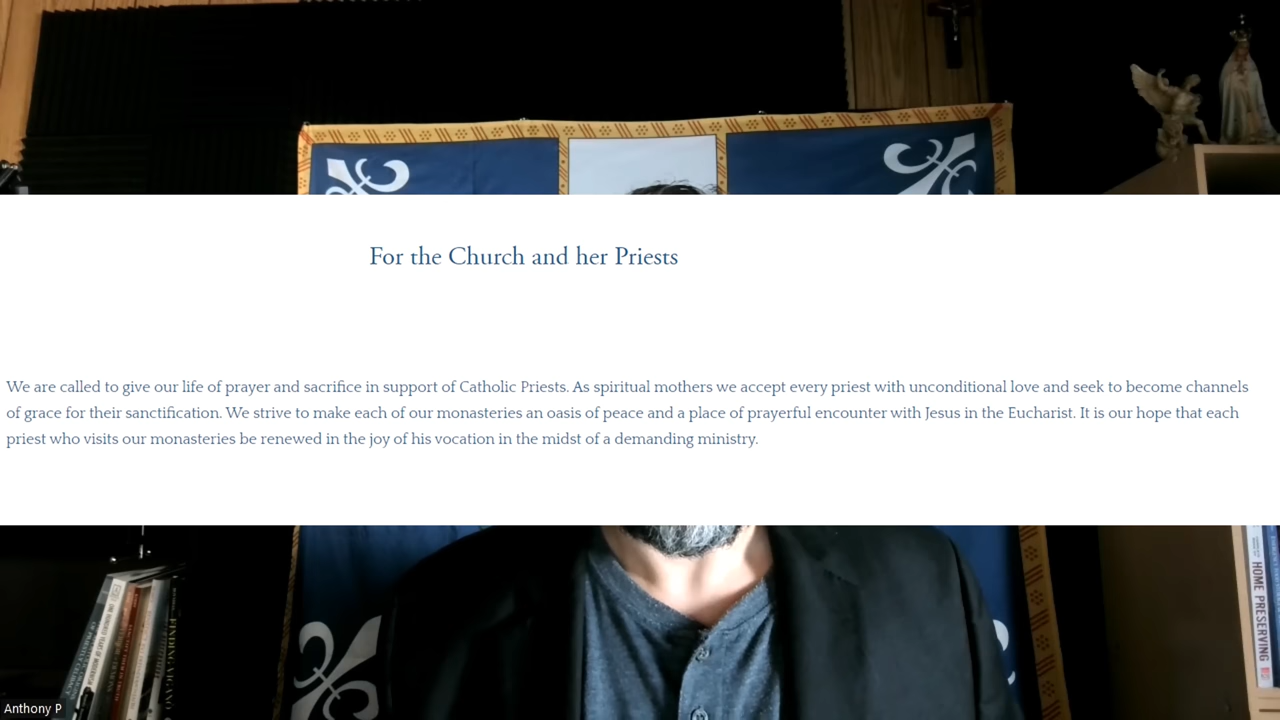 For the Church and her Priests
We are called to give our life of prayer and sacrifice in support of Catholic Priests. As spiritual mothers we accept every priest with unconditional love and seek to become channels
of grace for their sanctification. We strive to make each of our monasteries an oasis of peace and a place of prayerful encounter with Jesus in the Eucharist. It is our hope that each
priest who visits our monasteries be renewed in the joy of his vocation in the midst of a demanding ministry.
HOME PRESERVING
Anthony P